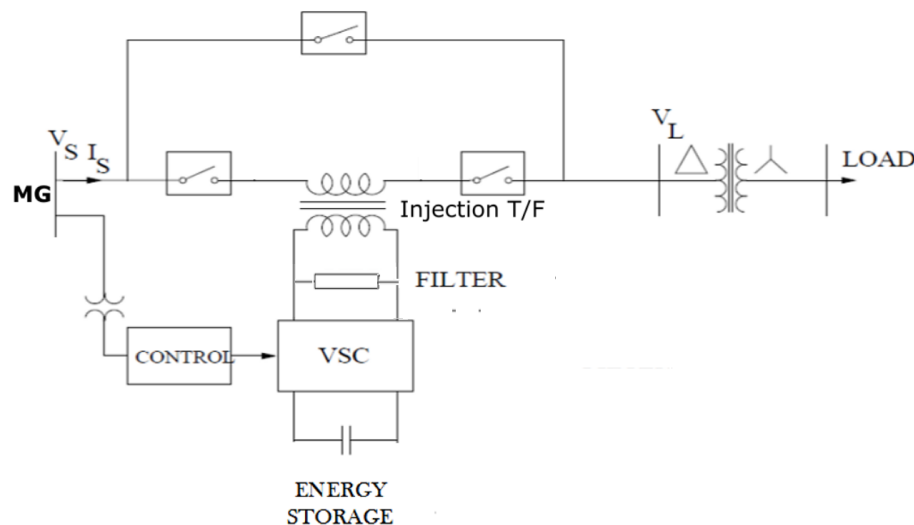 V_S I_S
MG
V_L
LOAD
Injection T/F
FILTER
CONTROL
VSC
ENERGY
STORAGE